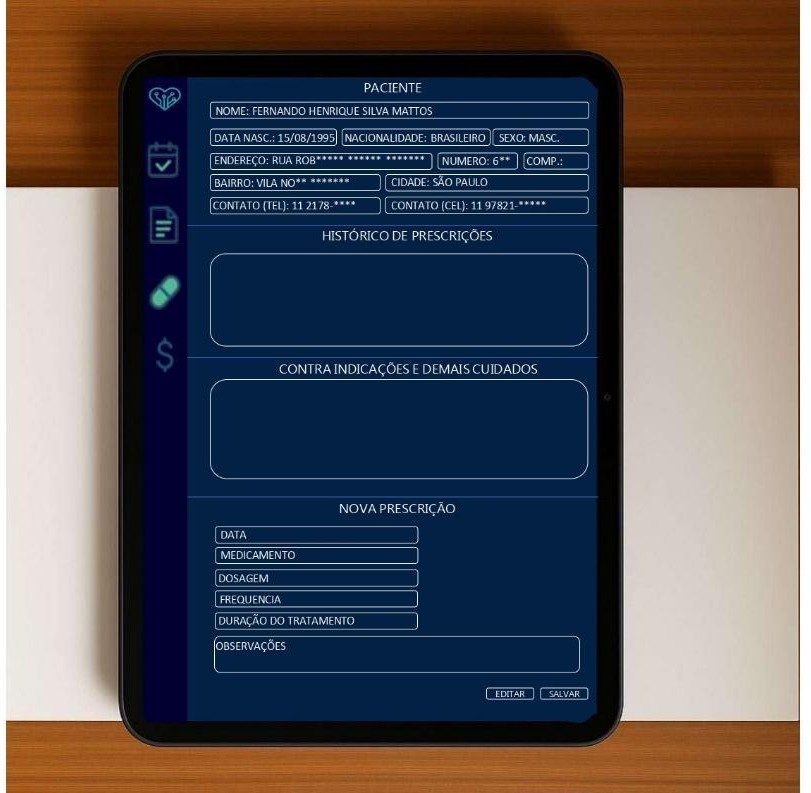 PACIENTE
NOME: FERNANDO HENRIQUE SILVA MATTOS
DATA NASC.: 15/08/1995 NACIONALIDADE: BRASILEIRO SEXO: MASC.
ENDEREÇO: RUA ROB***** ****** ******* NUMERO: 6** COMP.:
BAIRRO: VILA NO** ******* CIDADE: SÃO PAULO
CONTATO (TEL): 11 2178-**** CONTATO (CEL): 11 97821-*****
HISTÓRICO DE PRESCRIÇÕES
CONTRA INDICAÇÕES E DEMAIS CUIDADOS
NOVA PRESCRIÇÃO
DATA
MEDICAMENTO
DOSAGEM
FREQUENCIA
DURAÇÃO DO TRATAMENTO
OBSERVAÇÕES
EDITAR SALVAR